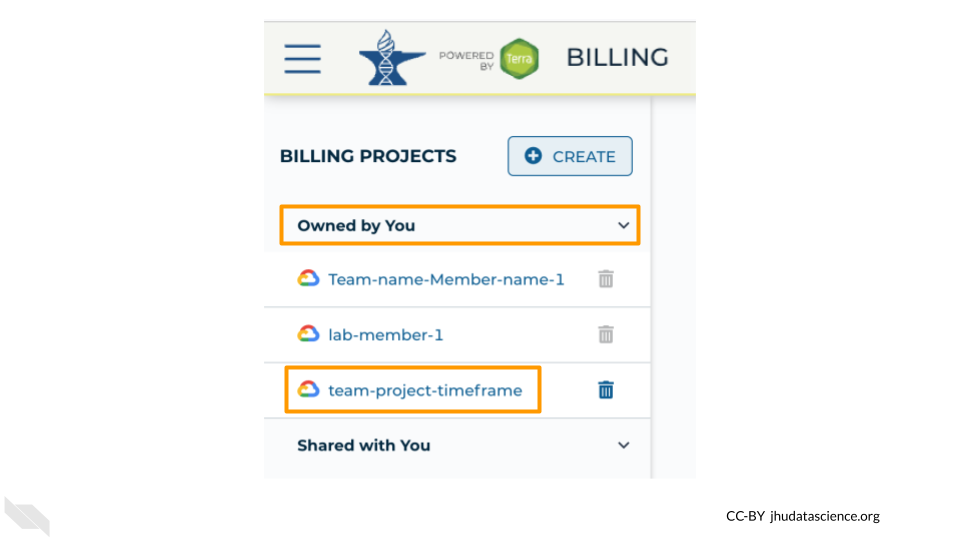 POWERED
BY
Terra
BILLING
BILLING PROJECTS
CREATE
Owned by You
Team-name-Member-name-1
lab-member-1
team-project-timeframe
Shared with You
CC-BY jhudatascience.org